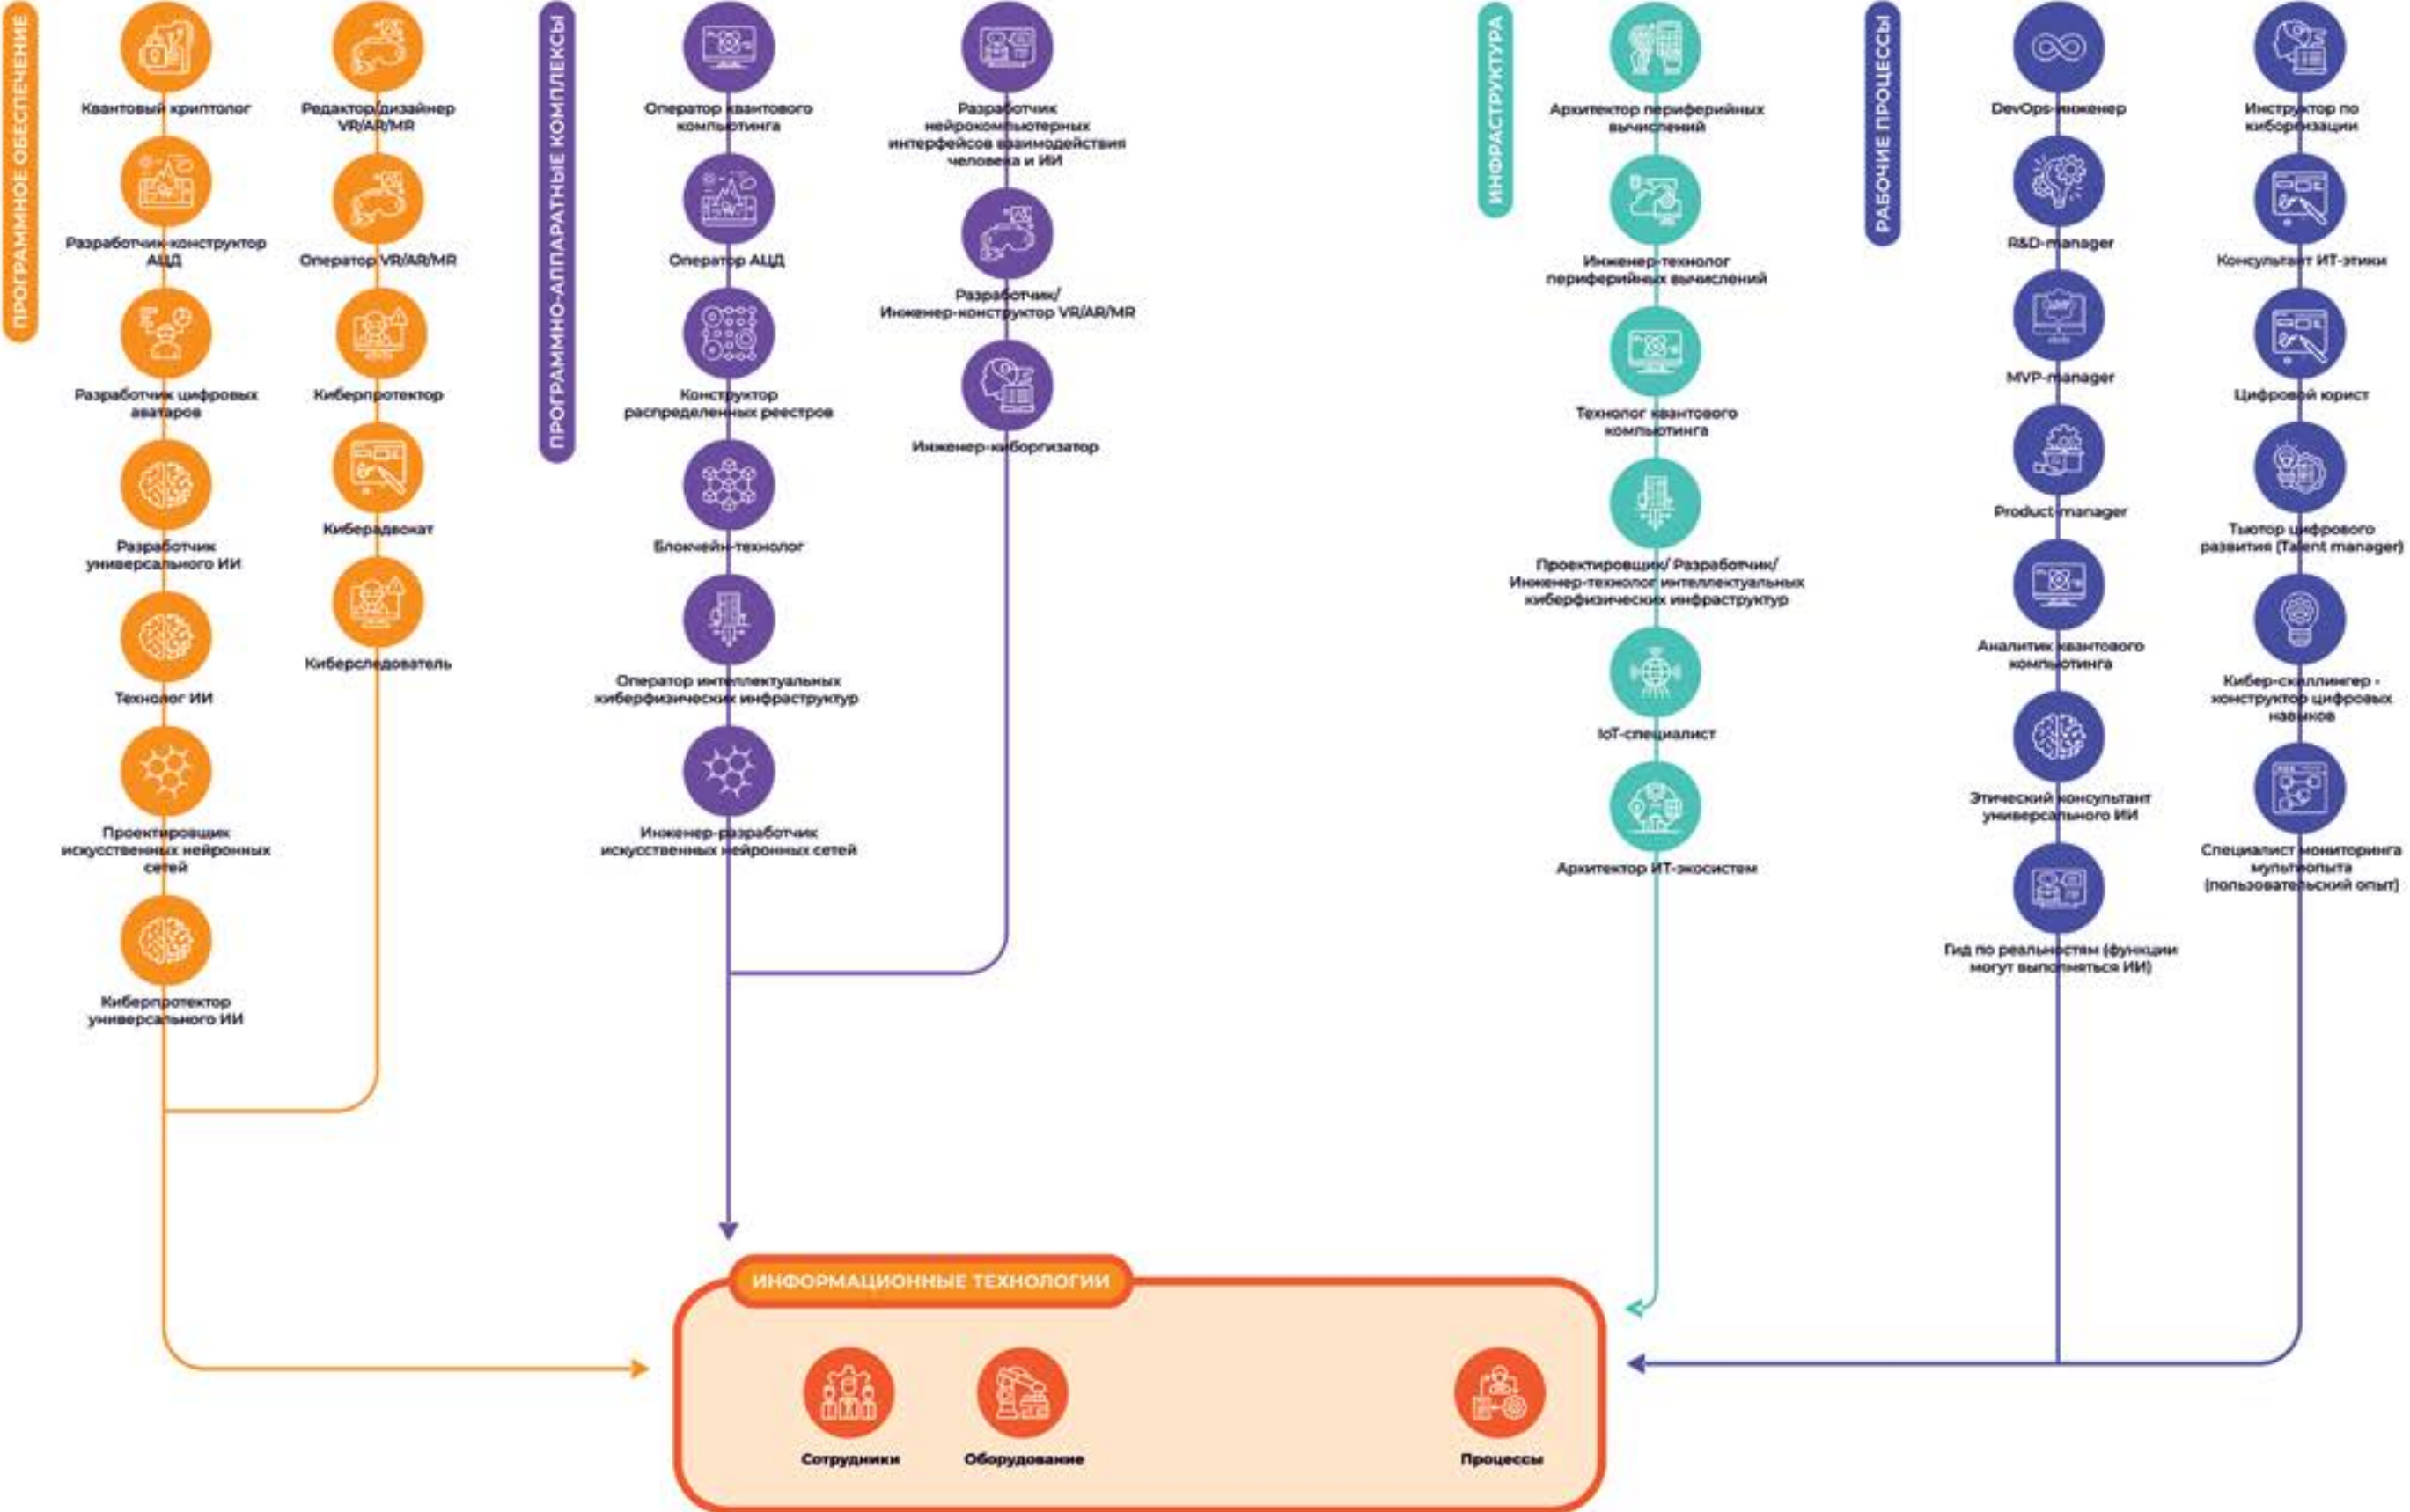 ПРОГРАММНОЕ ОБЕСПЕЧЕНИЕ
Квантовый криптолог
Разработчик-конструктор
АЦД
Разработчик цифровых
аватаров
Разработчик
универсального ИИ
Технолог ИИ
Проектировщик
искусственных нейронных
сетей
Киберпротектор
универсального ИИ
Редактор/дизайнер
VR/AR/MR
Оператор VR/AR/MR
Киберпротектор
Киберадвокат
Киберследователь
ПРОГРАММНО-АППАРАТНЫЕ КОМПЛЕКСЫ
Оператор квантового
компьютинга
Оператор АЦД
Конструктор
распределенных реестров
Блокчейн-технолог
Оператор интеллектуальных
киберфизических инфраструктур
Инженер-разработчик
искусственных нейронных сетей
Разработчик
нейрокомпьютерных
интерфейсов взаимодействия
человека и ИИ
Разработчик/
Инженер-конструктор VR/AR/MR
Инженер-киборгизатор
ИНФРАСТРУКТУРА
Архитектор периферийных
вычислений
Инженер-технолог
периферийных вычислений
Технолог квантового
компьютинга
Проектировщик/ Разработчик/
Инженер-технолог интеллектуальных
киберфизических инфраструктур
IoT-специалист
Архитектор ИТ-экосистем
РАБОЧИЕ ПРОЦЕССЫ
DevOps-инженер
R&D-manager
MVP
MVP-manager
Product-manager
Аналитик квантового
компьютинга
Этический консультант
универсального ИИ
Гид по реальностям (функции
могут выполняться ИИ)
Инструктор по
киборгизации
Консультант ИТ-этики
Цифровой юрист
Тьютор цифрового
развития (Talent manager)
Кибер-скиллингер -
конструктор цифровых
навыков
Специалист мониторинга
мультиопыта
(пользовательский опыт)
ИНФОРМАЦИОННЫЕ ТЕХНОЛОГИИ
Сотрудники
Оборудование
Процессы